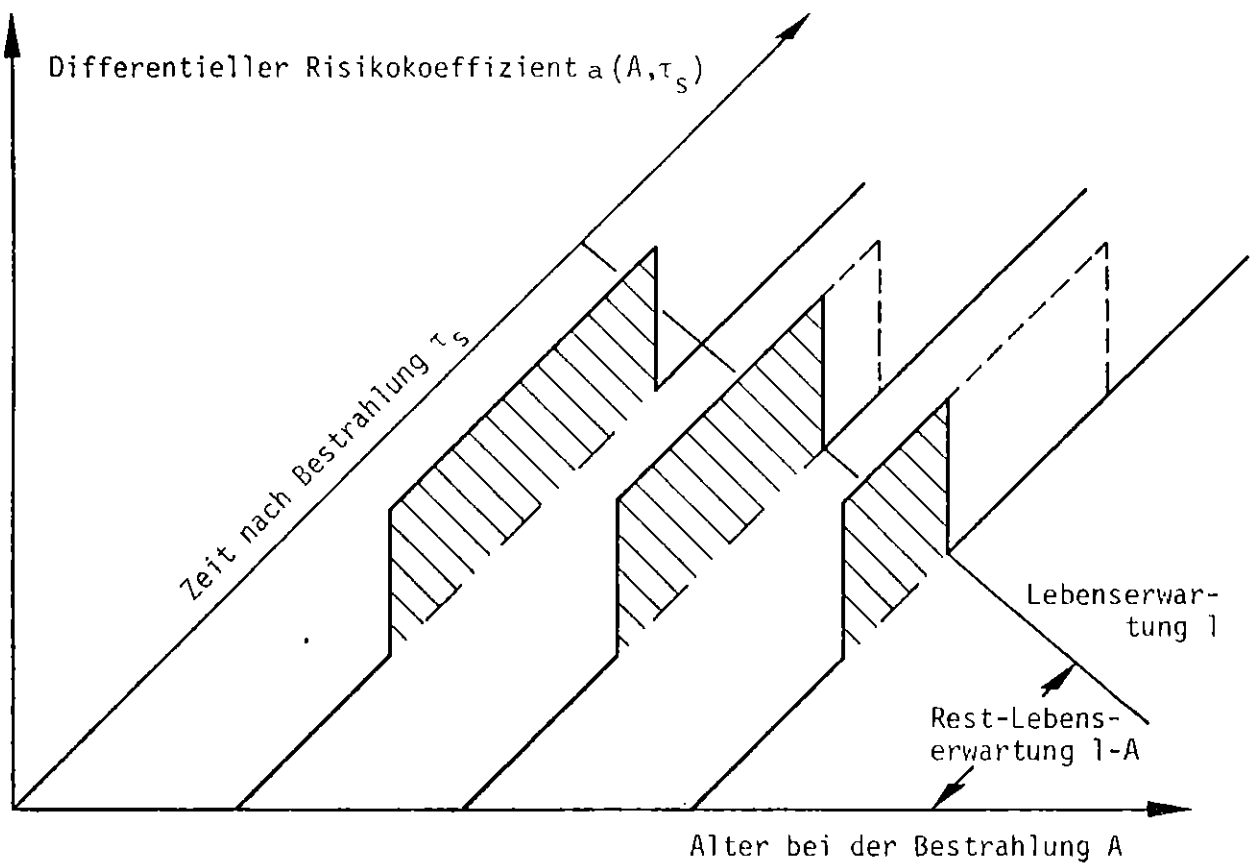 Differentieller Risikokoeffizient a(A,τs)
Zeit nach Bestrahlung τs
Lebenserwar-
tung l
Rest-Lebens-
erwartung l-A
Alter bei der Bestrahlung A